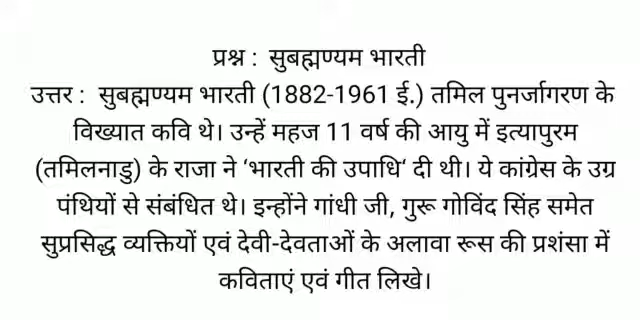 प्रश्न : सुबह्मण्यम भारती
उत्तर : सुबह्मण्यम भारती (1882-1961 ई.) तमिल पुनर्जागरण के
विख्यात कवि थे। उन्हें महज 11 वर्ष की आयु में इत्यापुरम
(तमिलनाडु) के राजा ने ‘भारती की उपाधि‘ दी थी। ये कांग्रेस के उग्र
पंथियों से संबंधित थे। इन्होंने गांधी जी, गुरू गोविंद सिंह समेत
सुप्रसिद्ध व्यक्तियों एवं देवी-देवताओं के अलावा रूस की प्रशंसा में
कविताएं एवं गीत लिखे।